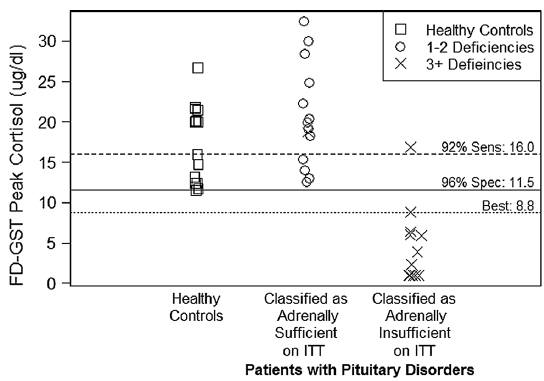 FD-GST Peak Cortisol (ug/dl)
30
25
20
15
10
5
0
Healthy Controls
1-2 Deficiencies
3+ Defieincies
92% Sens: 16.0
96% Spec: 11.5
Best: 8.8
Healthy
Controls
Classified as
Adrenally
Sufficient
on ITT
Classified as
Adrenally
Insufficient
on ITT
Patients with Pituitary Disorders